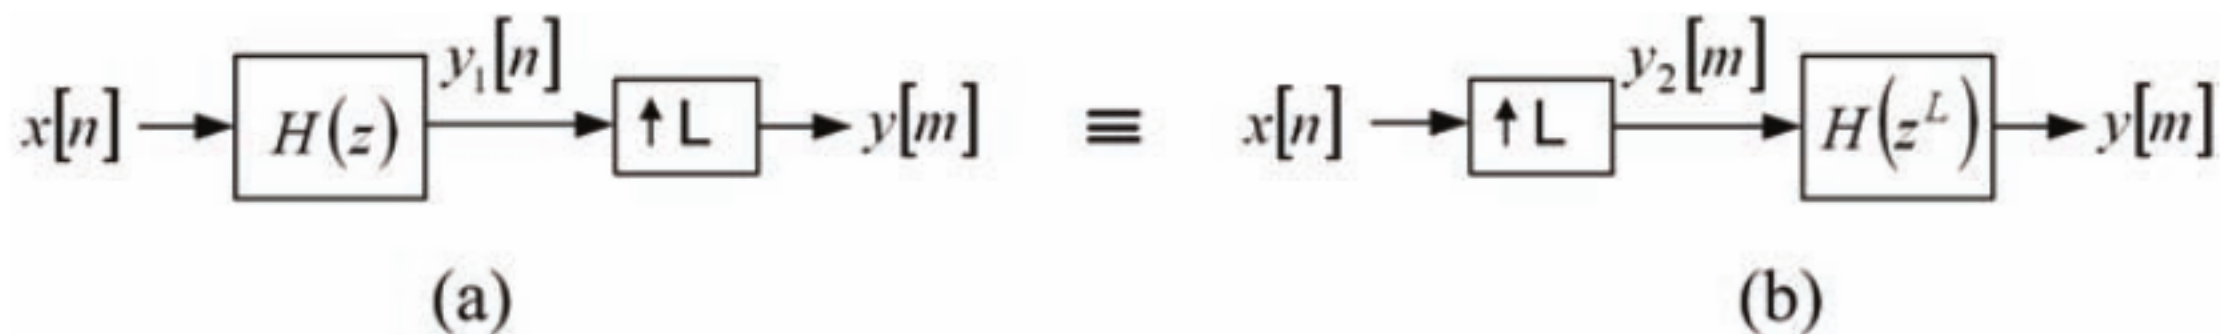 x[n] H(z) y₁[n] ↑L y[m] ≡ x[n] ↑L y₂[m] H(z^L) y[m]
(a) (b)